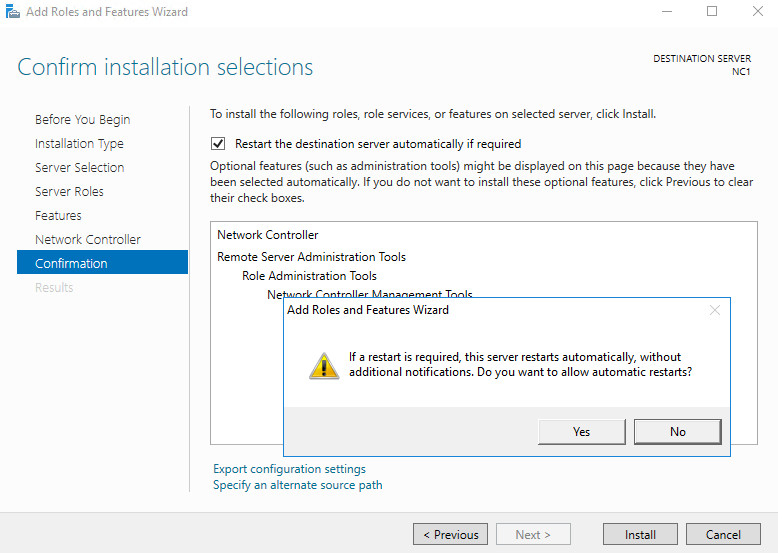 Add Roles and Features Wizard
Confirm installation selections
DESTINATION SERVER
NC1
Before You Begin
Installation Type
Server Selection
Server Roles
Features
Network Controller
Confirmation
Results
To install the following roles, role services, or features on selected server, click Install.
Restart the destination server automatically if required
Optional features (such as administration tools) might be displayed on this page because they have
been selected automatically. If you do not want to install these optional features, click Previous to clear
their check boxes.
Network Controller
Remote Server Administration Tools
Role Administration Tools
Network Controller Management Tools
Add Roles and Features Wizard
If a restart is required, this server restarts automatically, without
additional notifications. Do you want to allow automatic restarts?
Yes
No
Export configuration settings
Specify an alternate source path
< Previous
Next >
Install
Cancel